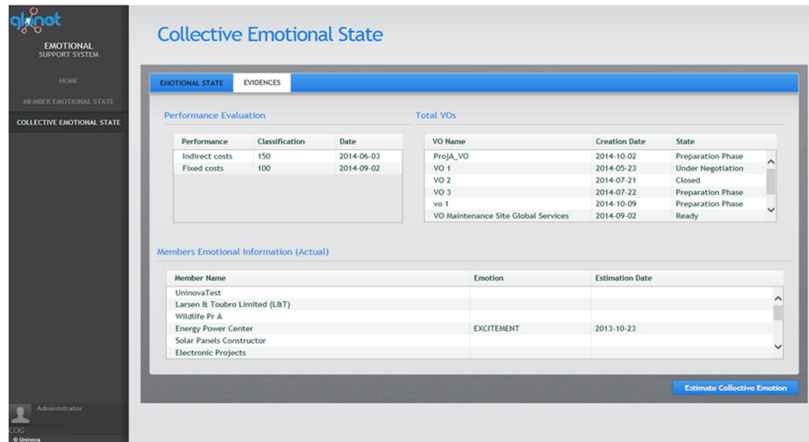 glonet
EMOTIONAL
SUPPORT SYSTEM
HOME
MEMBER EMOTIONAL STATE
COLLECTIVE EMOTIONAL STATE
Collective Emotional State
EMOTIONAL STATE EVIDENCES
Performance Evaluation
Performance Classification Date
Indirect costs 150 2014-06-03
Fixed costs 100 2014-09-02
Total VOs
VO Name Creation Date State
ProjA_VO 2014-10-02 Preparation Phase
VO 1 2014-05-23 Under Negotiation
VO 2 2014-07-21 Closed
VO 3 2014-07-22 Preparation Phase
vo 1 2014-10-09 Preparation Phase
VO Maintenance Site Global Services 2014-09-02 Ready
Members Emotional Information (Actual)
Member Name Emotion Estimation Date
UninovaTest
Larsen & Toubro Limited (L&T)
Wildlife Pr A
Energy Power Center EXCITEMENT 2013-10-23
Solar Panels Constructor
Electronic Projects
Estimate Collective Emotion
Administrator
COG
© Uninova